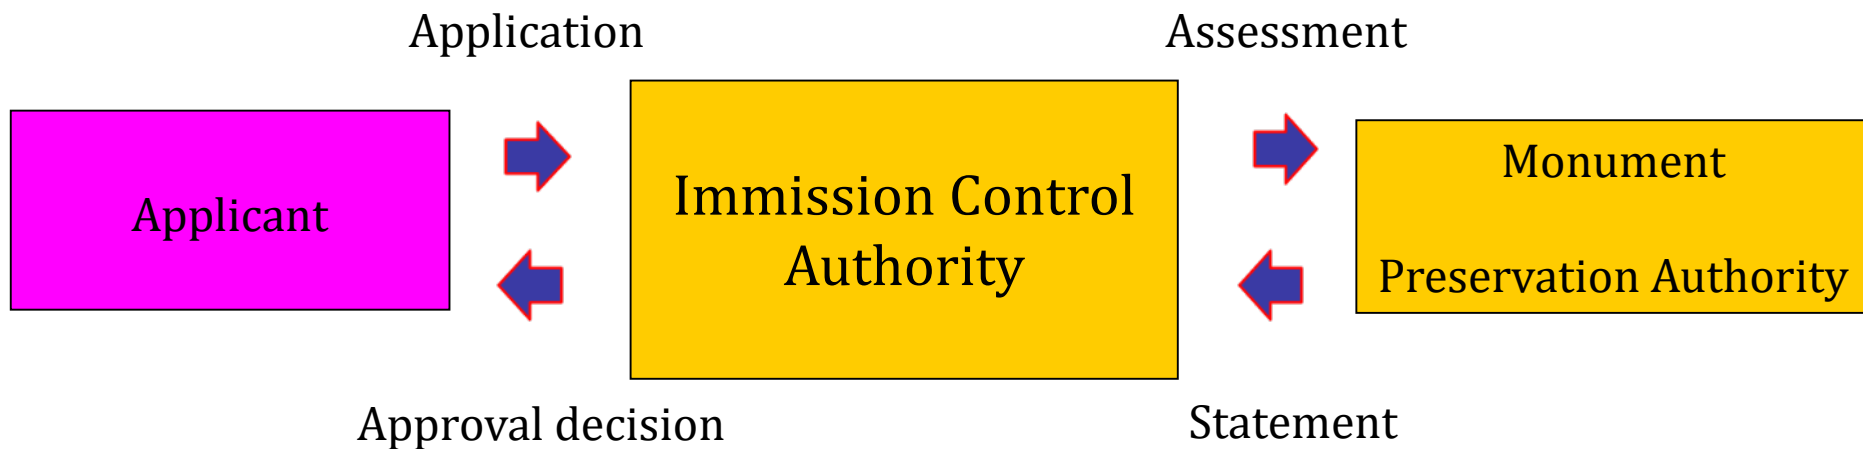 Application
Assessment
Applicant
Immission Control
Authority
Monument
Preservation Authority
Approval decision
Statement